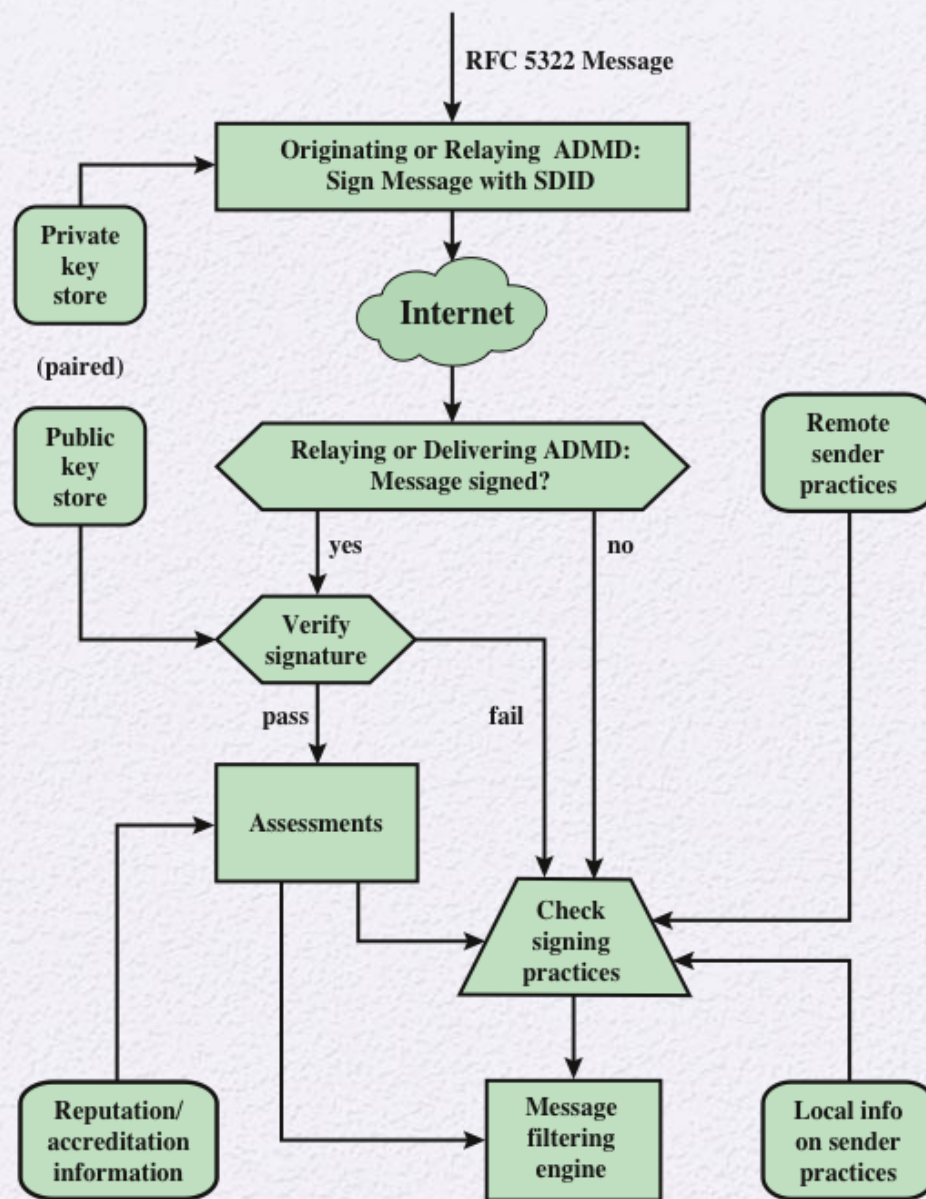 RFC 5322 Message
Originating or Relaying ADMD:
Sign Message with SDID
Private
key
store
Internet
(paired)
Public
key
store
Relaying or Delivering ADMD:
Message signed?
Remote
sender
practices
yes
no
Verify
signature
pass
fail
Assessments
Check
signing
practices
Reputation/
accreditation
information
Message
filtering
engine
Local info
on sender
practices